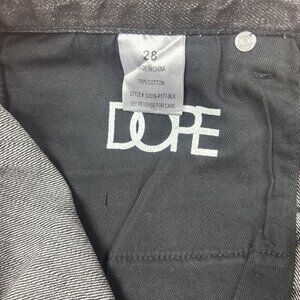 28
MADE IN CHINA
100% COTTON
SEE REVERSE FOR CARE
DOPE